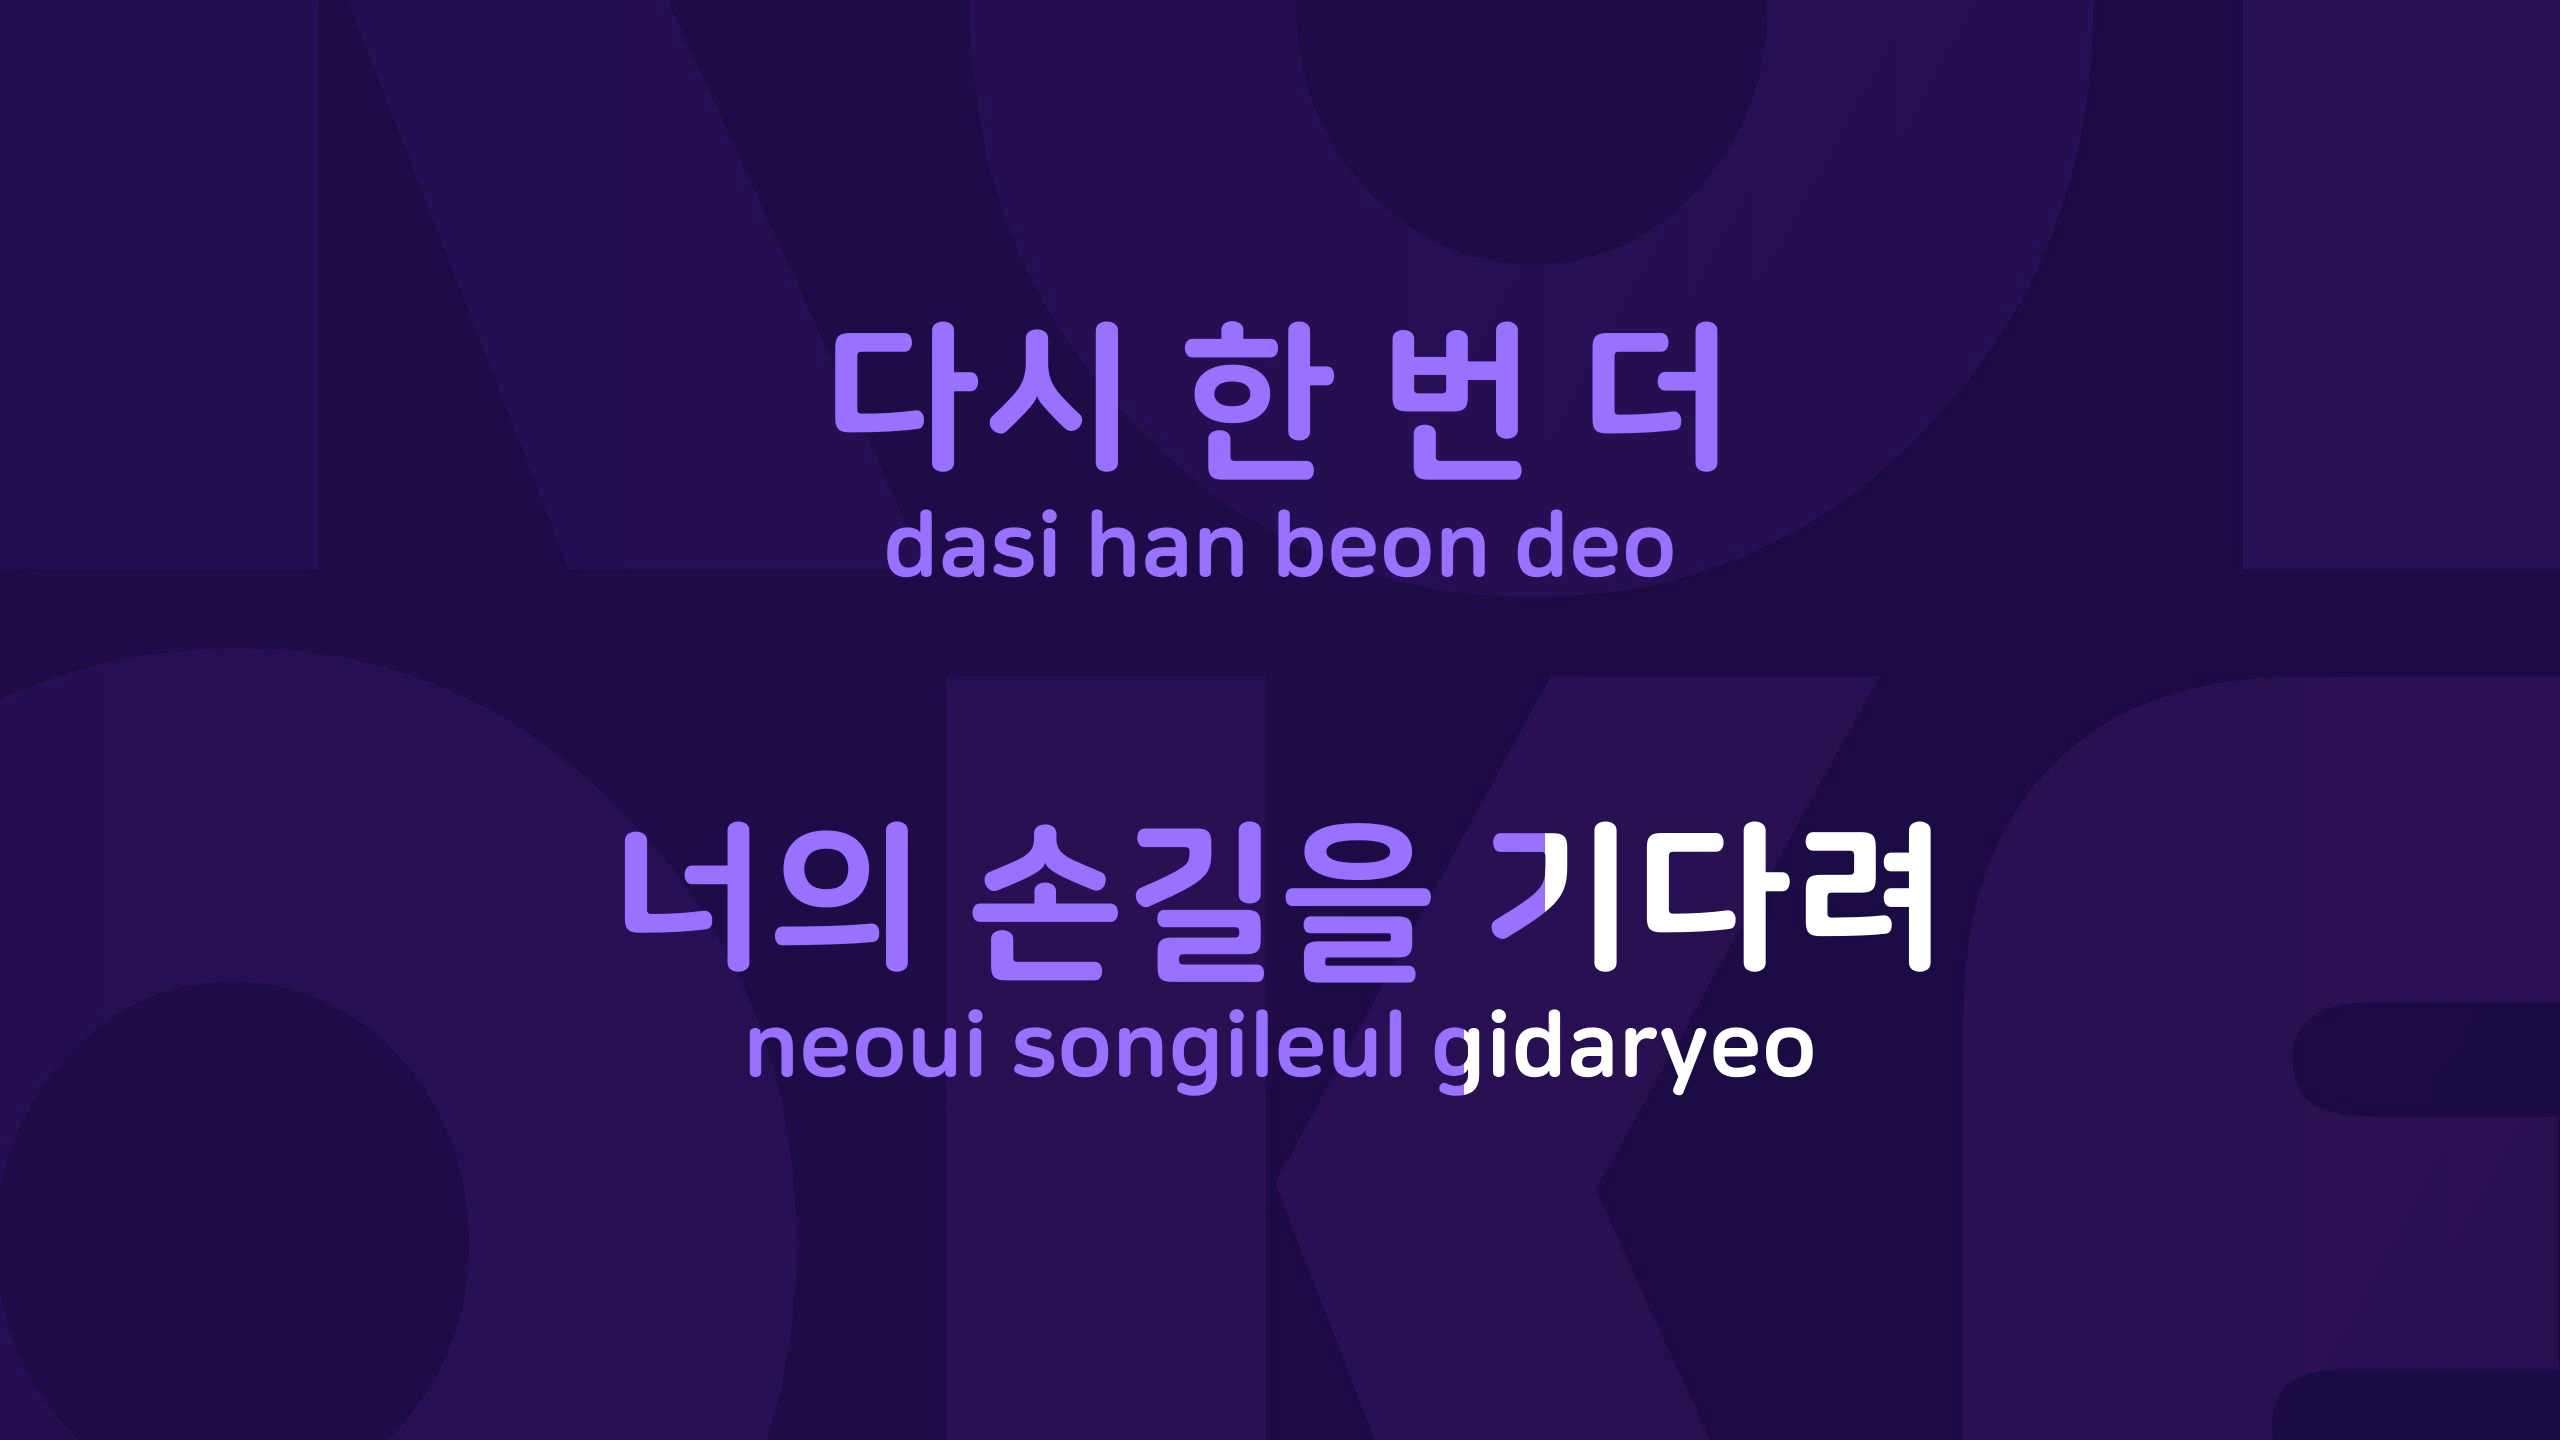 다시 한 번 더
dasi han beon deo
너의 손길을 기다려
neoui songileul gidaryeo